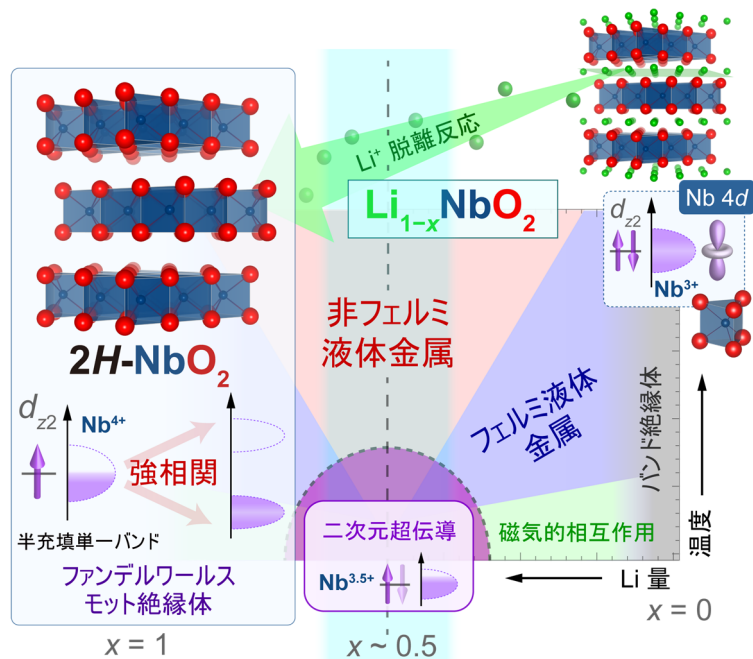 Li⁺ 脱離反応
Li₁₋ₓNbO₂
Nb 4d
d_z2
Nb³⁺
非フェルミ
液体金属
2H-NbO₂
d_z2
Nb⁴⁺
強相関
半充填単一バンド
ファンデルワールス
モット絶縁体
フェルミ液体
金属
バンド絶縁体
温度
二次元超伝導
Nb³·⁵⁺
磁気的相互作用
Li 量
x = 1
x ~ 0.5
x = 0